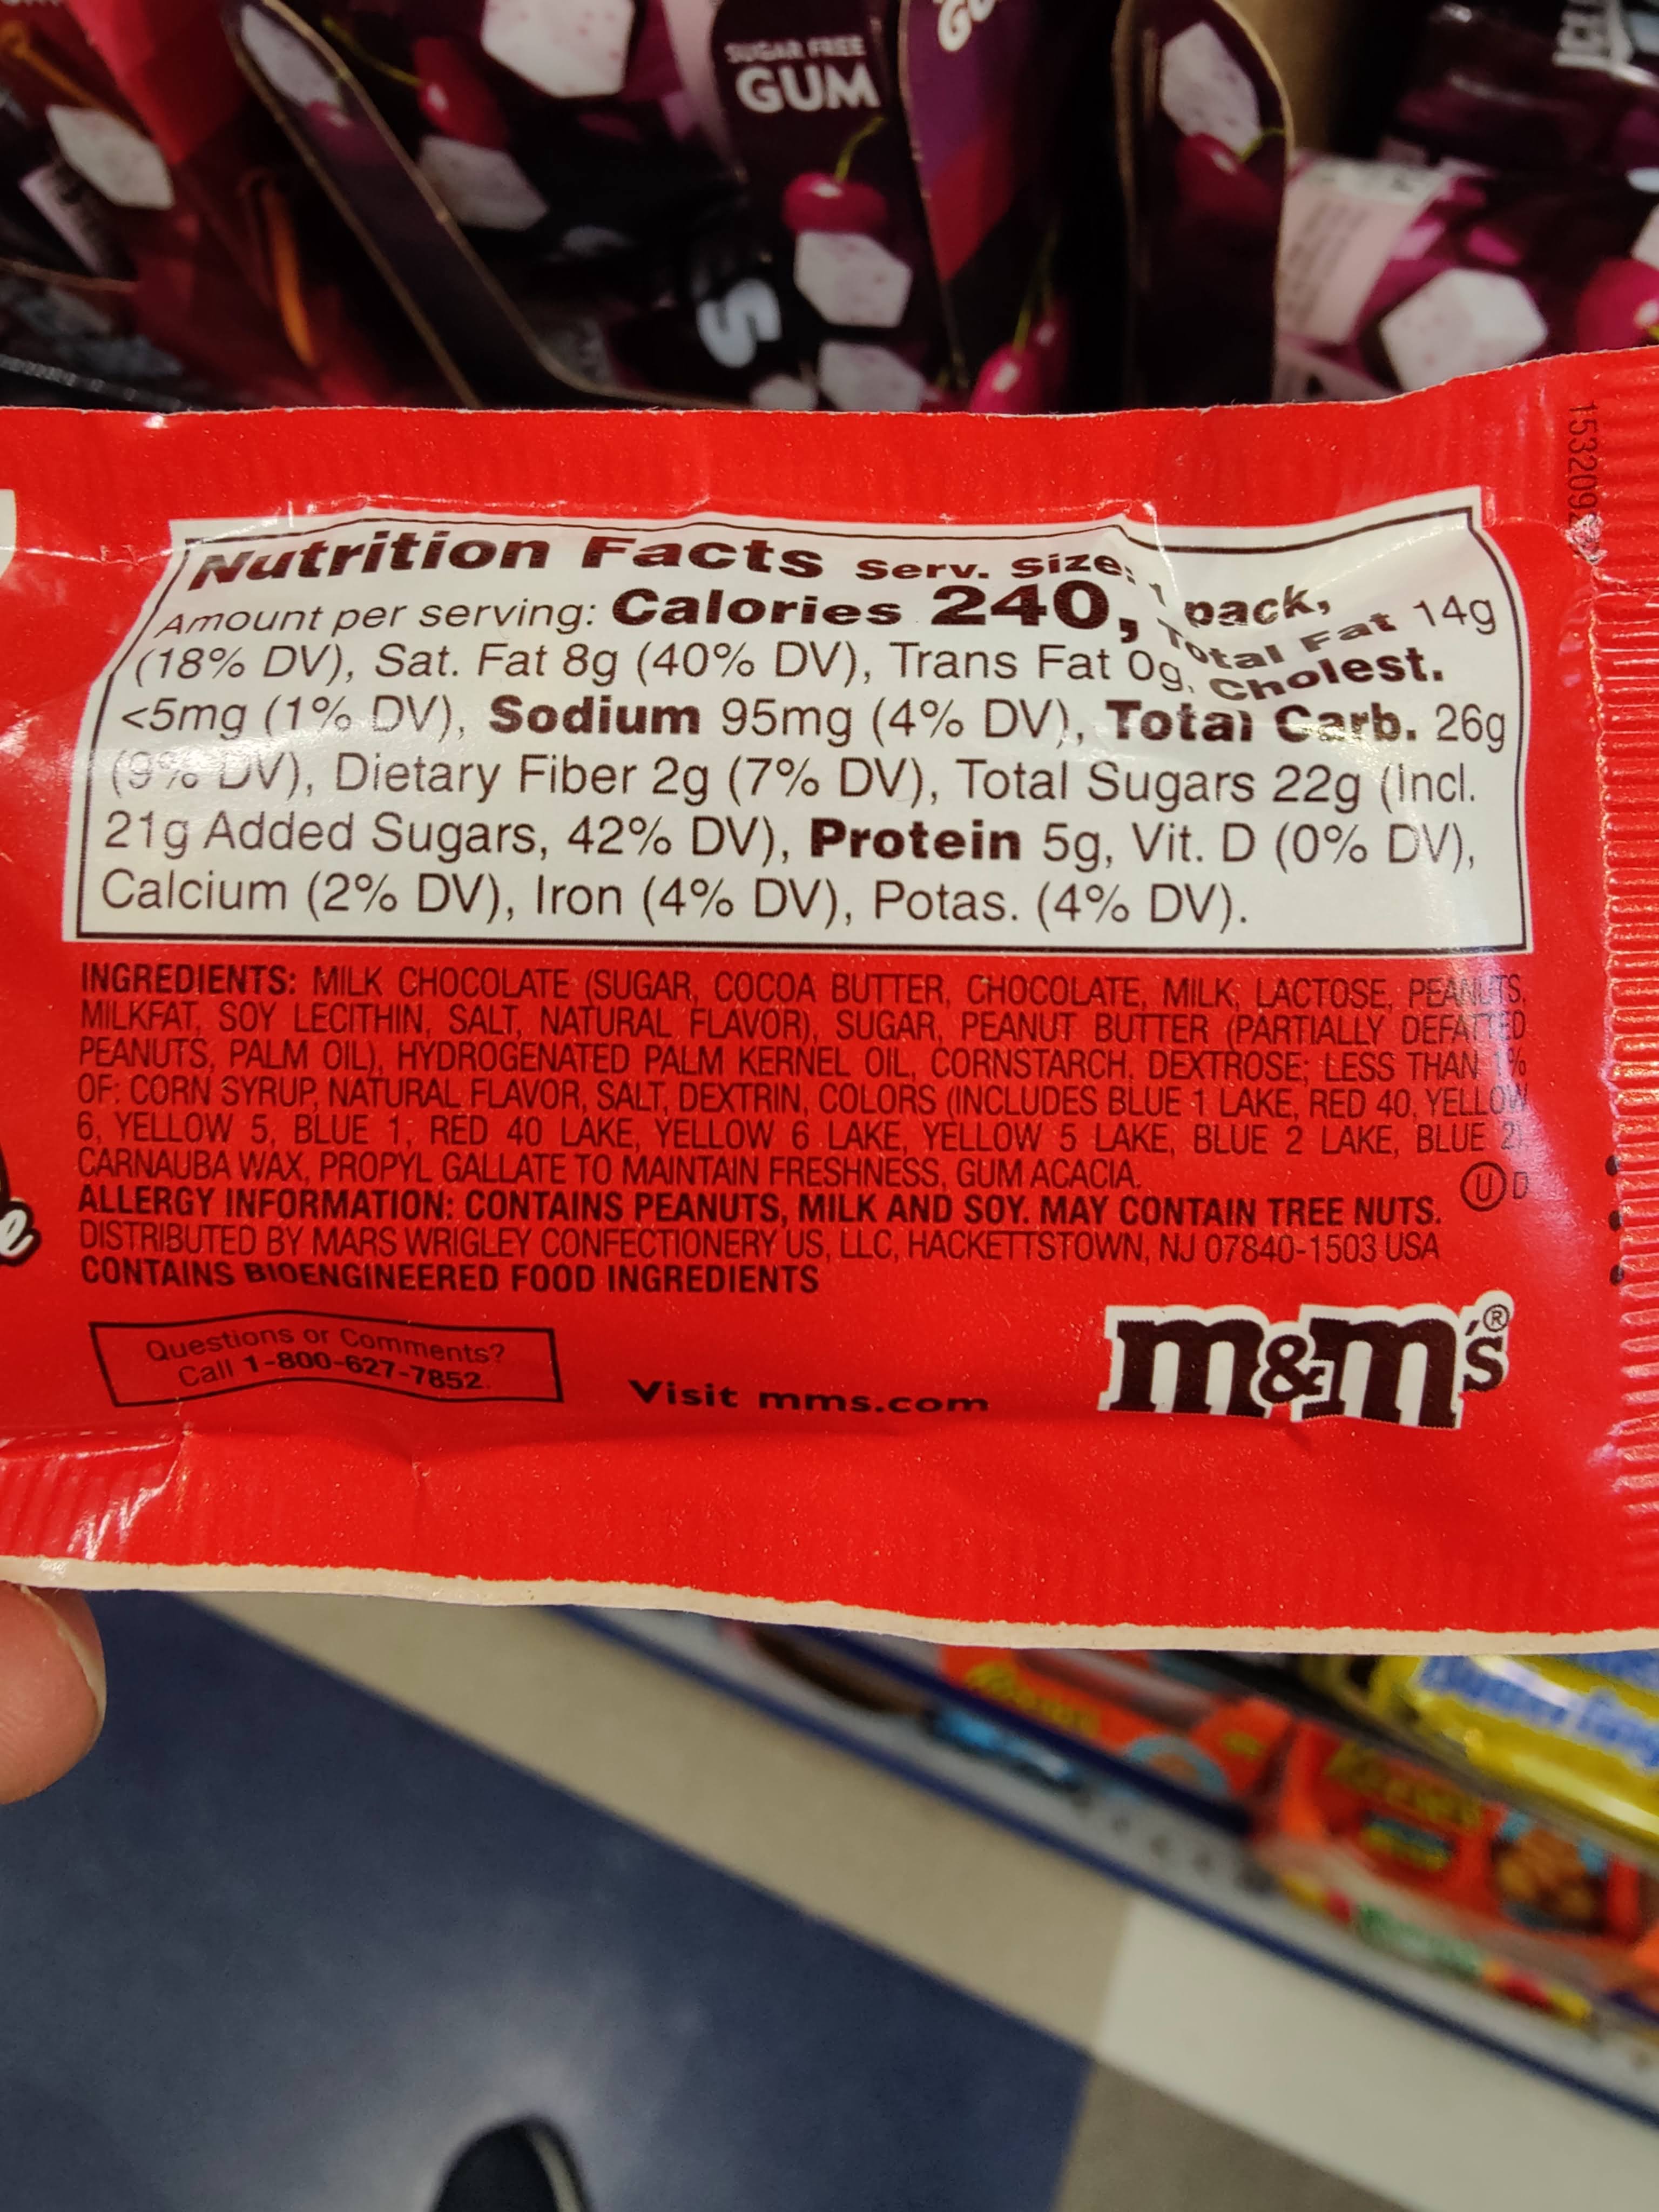 SUGAR FREE
GUM
S
1532092
Nutrition Facts Serv. Size: 1 pack,
Amount per serving: Calories 240, Total Fat 14g
(18% DV), Sat. Fat 8g (40% DV), Trans Fat 0g, Cholest.
<5mg (1% DV), Sodium 95mg (4% DV), Total Carb. 26g
(9% DV), Dietary Fiber 2g (7% DV), Total Sugars 22g (Incl.
21g Added Sugars, 42% DV), Protein 5g, Vit. D (0% DV),
Calcium (2% DV), Iron (4% DV), Potas. (4% DV).
INGREDIENTS: MILK CHOCOLATE (SUGAR, COCOA BUTTER, CHOCOLATE, MILK, LACTOSE, PEANUTS,
MILKFAT, SOY LECITHIN, SALT, NATURAL FLAVOR), SUGAR, PEANUT BUTTER (PARTIALLY DEFATTED
PEANUTS, PALM OIL), HYDROGENATED PALM KERNEL OIL, CORNSTARCH, DEXTROSE; LESS THAN 1%
OF: CORN SYRUP, NATURAL FLAVOR, SALT, DEXTRIN, COLORS (INCLUDES BLUE 1 LAKE, RED 40, YELLOW
6, YELLOW 5, BLUE 1, RED 40 LAKE, YELLOW 6 LAKE, YELLOW 5 LAKE, BLUE 2 LAKE, BLUE 2)
CARNAUBA WAX, PROPYL GALLATE TO MAINTAIN FRESHNESS, GUM ACACIA.
U D
ALLERGY INFORMATION: CONTAINS PEANUTS, MILK AND SOY. MAY CONTAIN TREE NUTS.
DISTRIBUTED BY MARS WRIGLEY CONFECTIONERY US, LLC, HACKETTSTOWN, NJ 07840-1503 USA
CONTAINS BIOENGINEERED FOOD INGREDIENTS
Questions or Comments?
Call 1-800-627-7852.
Visit mms.com
m&m's®
Reese's